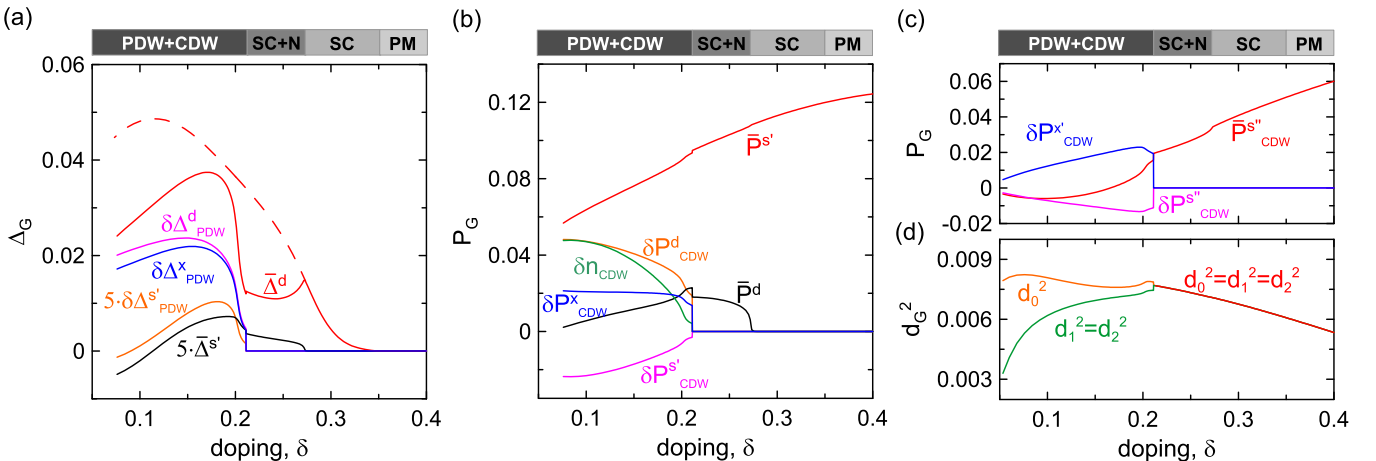 (a)
PDW+CDW SC+N SC PM
0.06
0.04
0.02
0
Δ_G
δΔ^d_PDW
δΔ^x_PDW
5·δΔ^s'_PDW
5·Δ̄^s'
Δ̄^d
0.1 0.2 0.3 0.4
doping, δ
(b)
PDW+CDW SC+N SC PM
0.12
0.08
0.04
0
P_G
P̄^s'
δP^d_CDW
δn_CDW
δP^x_CDW
P̄^d
δP^s'_CDW
0.1 0.2 0.3 0.4
doping, δ
(c)
PDW+CDW SC+N SC PM
0.06
0.04
0.02
0
-0.02
P_G
δP^x'_CDW
P̄^s''_CDW
δP^s''_CDW
(d)
0.009
0.006
0.003
d_G^2
d_0^2
d_1^2=d_2^2
d_0^2=d_1^2=d_2^2
0.1 0.2 0.3 0.4
doping, δ